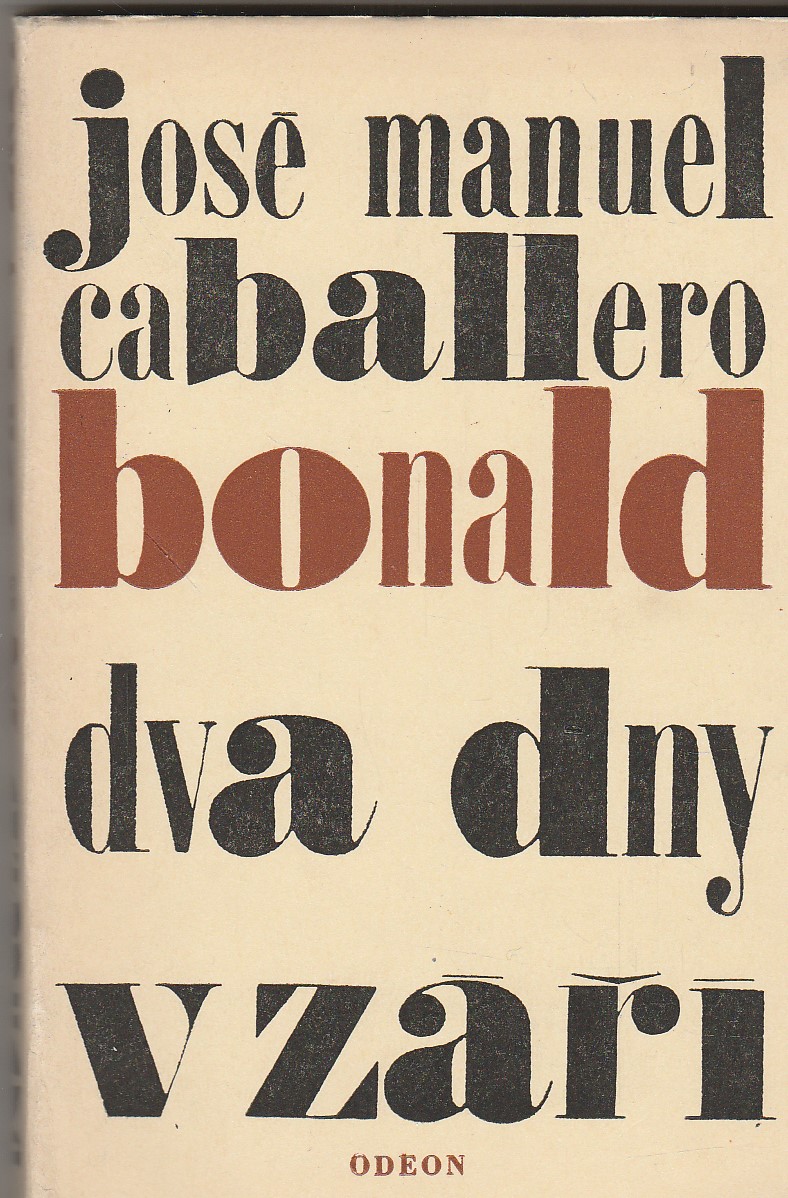 josé manuel
caballero
bonald
dva dny
v září
ODEON